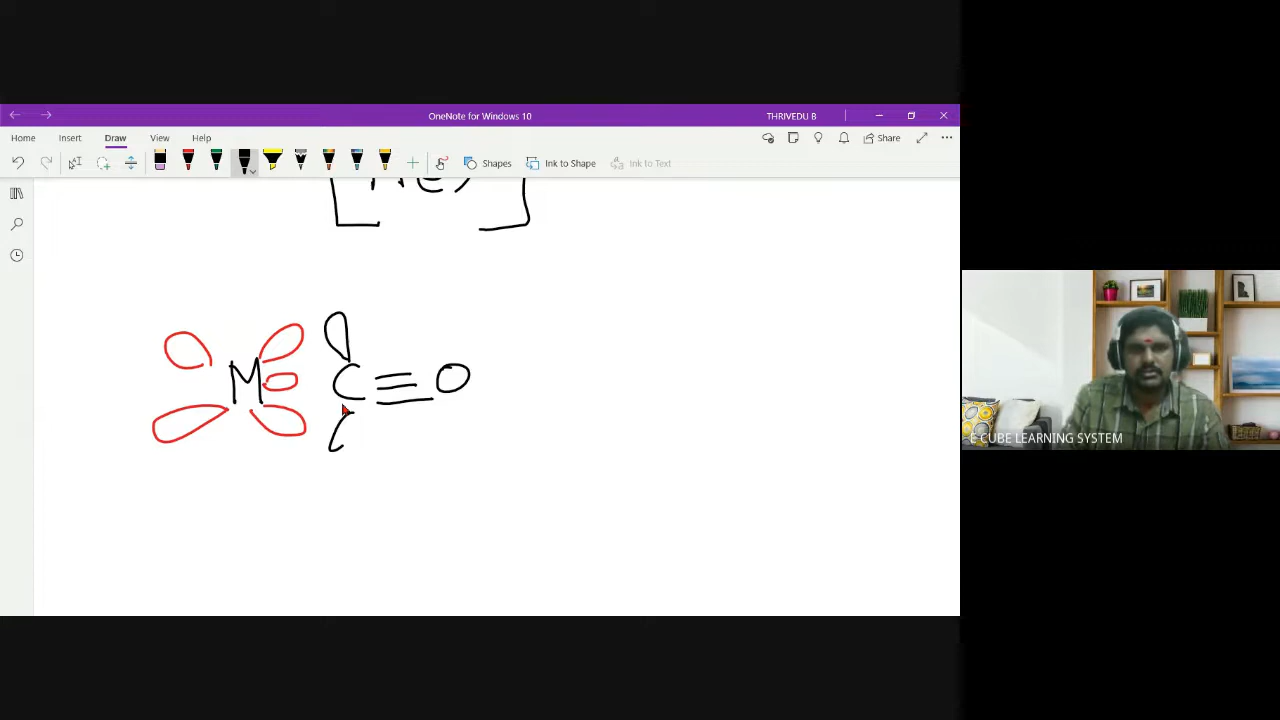 OneNote for Windows 10
THRIVEDU B
Home Insert Draw View Help
Share
Shapes Ink to Shape Ink to Text
M C≡O
E CUBE LEARNING SYSTEM